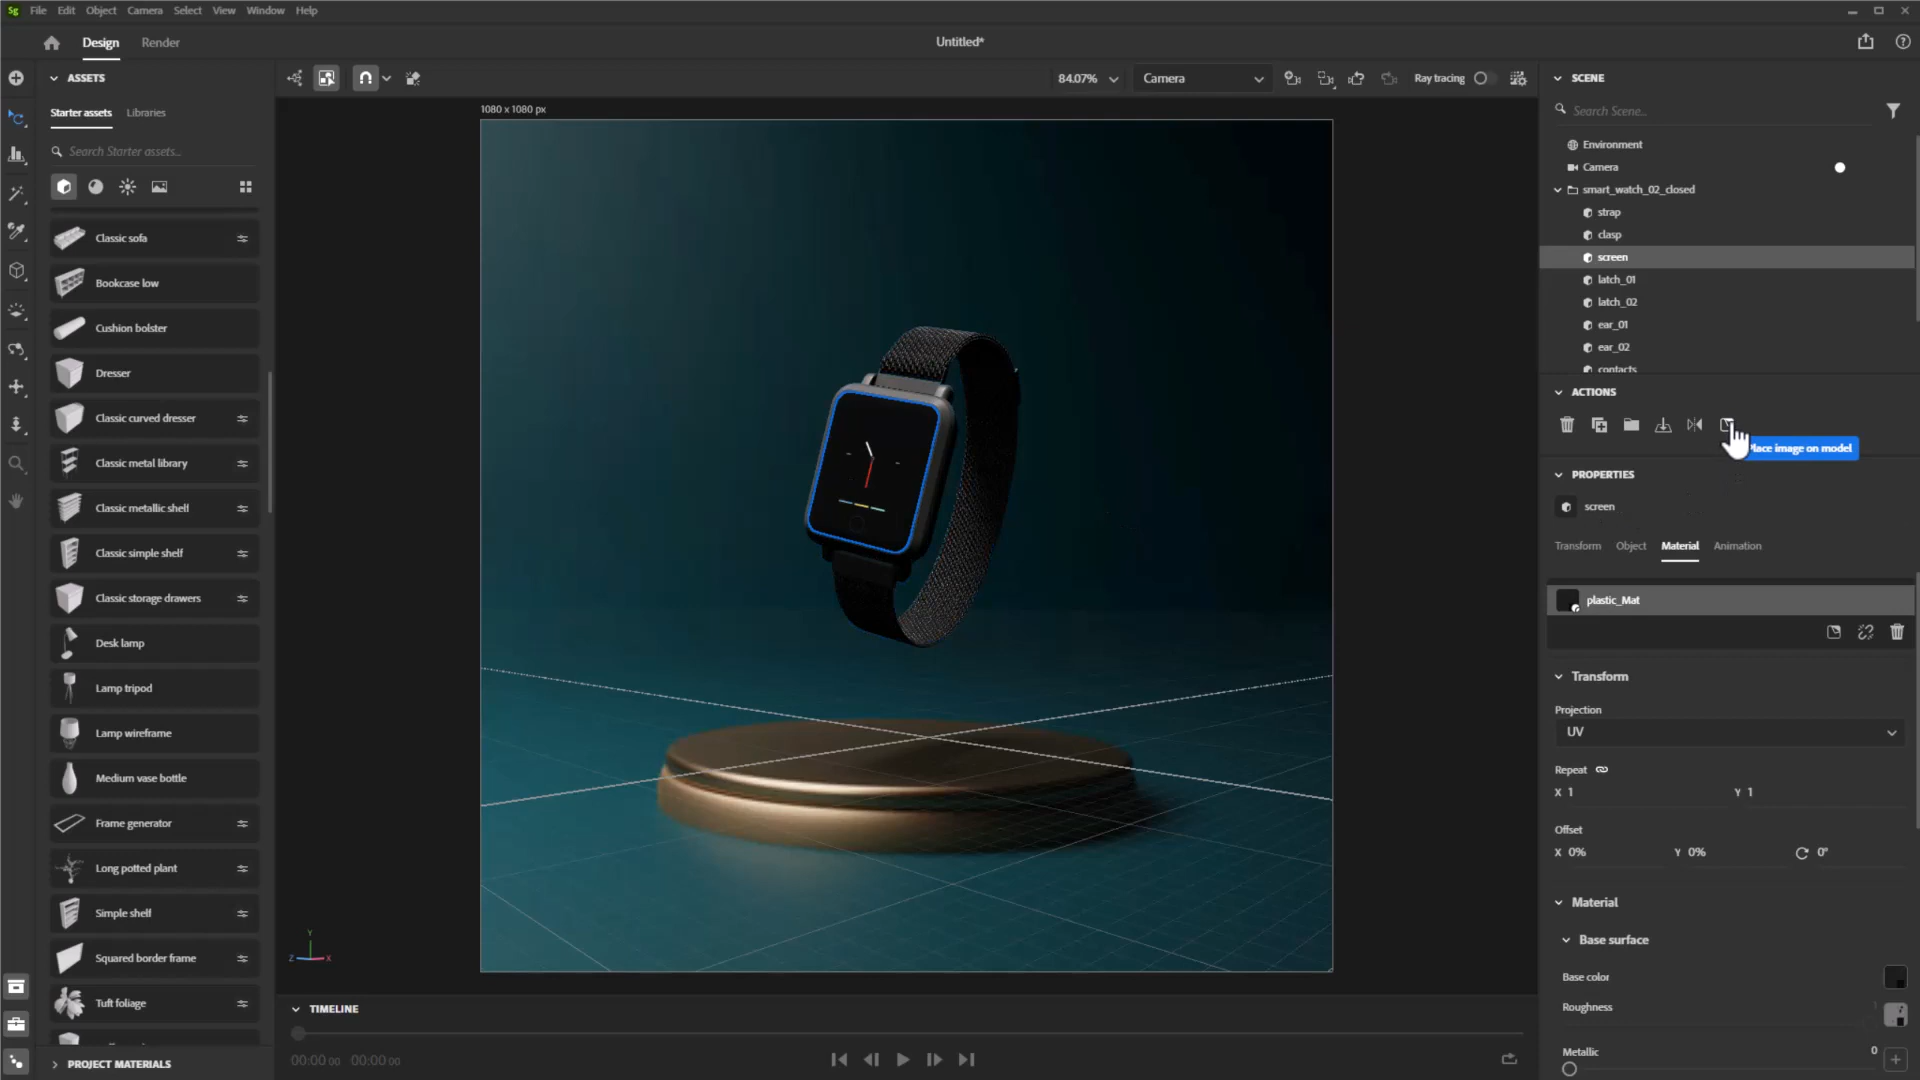 Sg File Edit Object Camera Select View Window Help
Design Render Untitled*
ASSETS
Starter assets Libraries
Search Starter assets...
Classic sofa
Bookcase low
Cushion bolster
Dresser
Classic curved dresser
Classic metal library
Classic metallic shelf
Classic simple shelf
Classic storage drawers
Desk lamp
Lamp tripod
Lamp wireframe
Medium vase bottle
Frame generator
Long potted plant
Simple shelf
Squared border frame
Tuft foliage
PROJECT MATERIALS
84.07% Camera Ray tracing
1080 x 1080 px
Y
Z X
TIMELINE
00:00 00 00:00 00
SCENE
Search Scene...
Environment
Camera
smart_watch_02_closed
strap
clasp
screen
latch_01
latch_02
ear_01
ear_02
contacts
ACTIONS
lace image on model
PROPERTIES
screen
Transform Object Material Animation
plastic_Mat
Transform
Projection
UV
Repeat
X 1 Y 1
Offset
X 0% Y 0% 0°
Material
Base surface
Base color
Roughness 1
Metallic 0